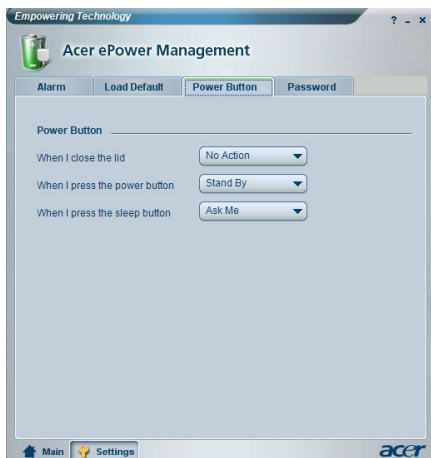 Empowering Technology
? - x
Acer ePower Management
Alarm Load Default Power Button Password
Power Button
When I close the lid No Action
When I press the power button Stand By
When I press the sleep button Ask Me
Main Settings acer